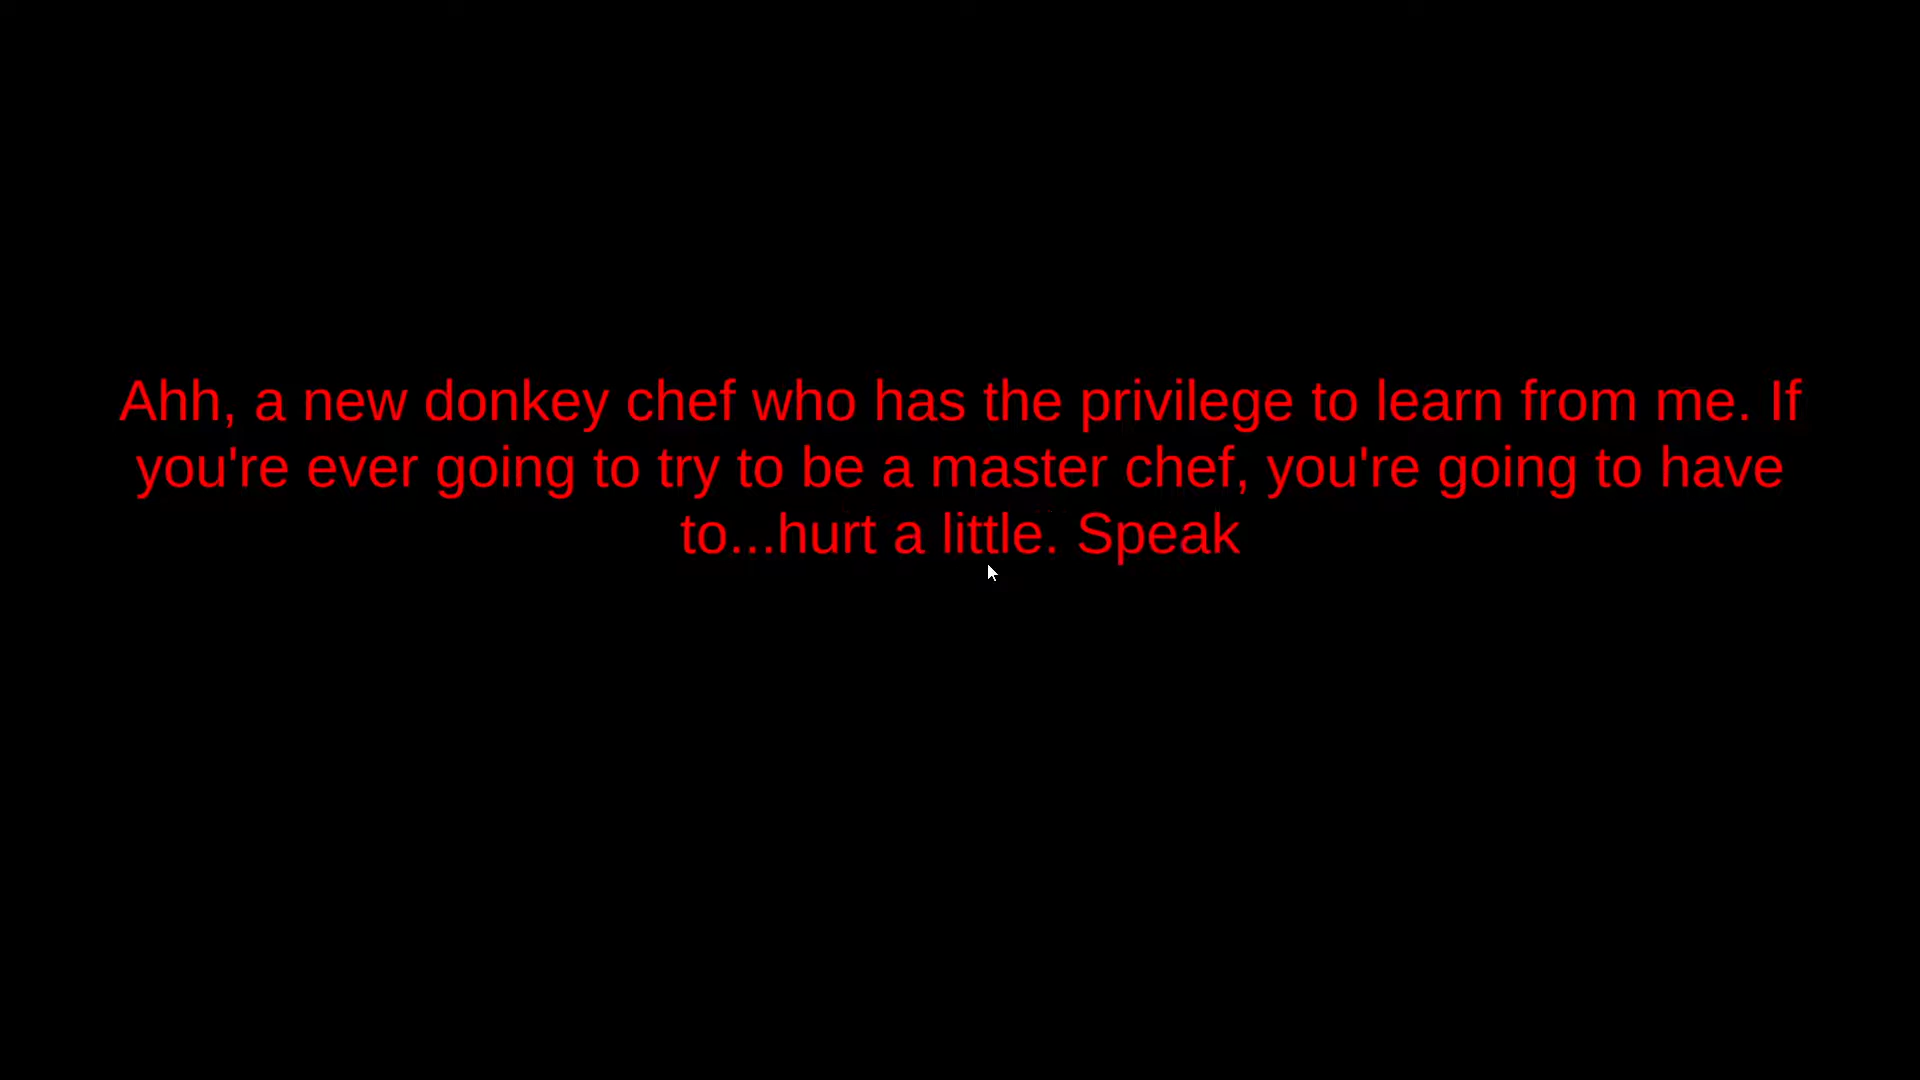 Ahh, a new donkey chef who has the privilege to learn from me. If
you're ever going to try to be a master chef, you're going to have
to...hurt a little. Speak